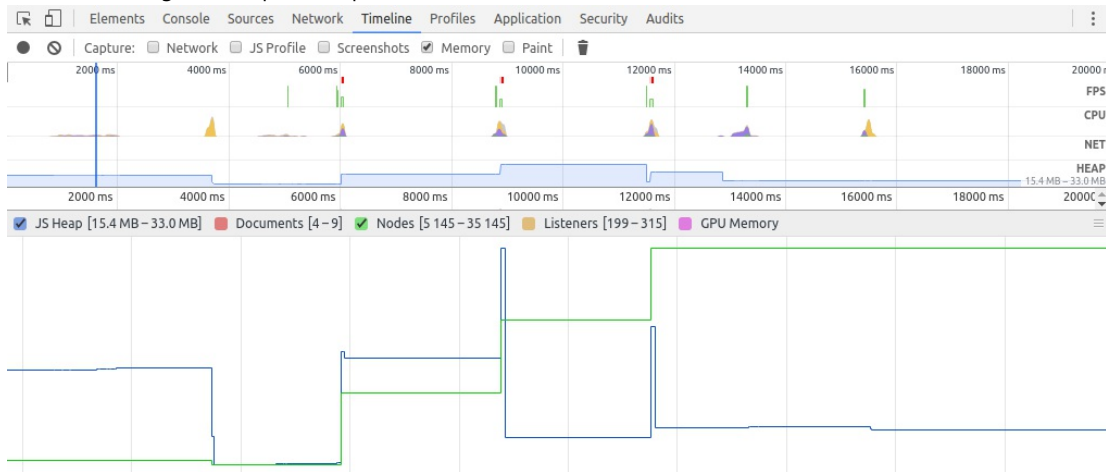 Elements Console Sources Network Timeline Profiles Application Security Audits
Capture: Network JS Profile Screenshots Memory Paint
2000 ms 4000 ms 6000 ms 8000 ms 10000 ms 12000 ms 14000 ms 16000 ms 18000 ms 20000
FPS
CPU
NET
HEAP
15.4 MB – 33.0 MB
2000 ms 4000 ms 6000 ms 8000 ms 10000 ms 12000 ms 14000 ms 16000 ms 18000 ms 2000
JS Heap [15.4 MB – 33.0 MB] Documents [4 – 9] Nodes [5 145 – 35 145] Listeners [199 – 315] GPU Memory